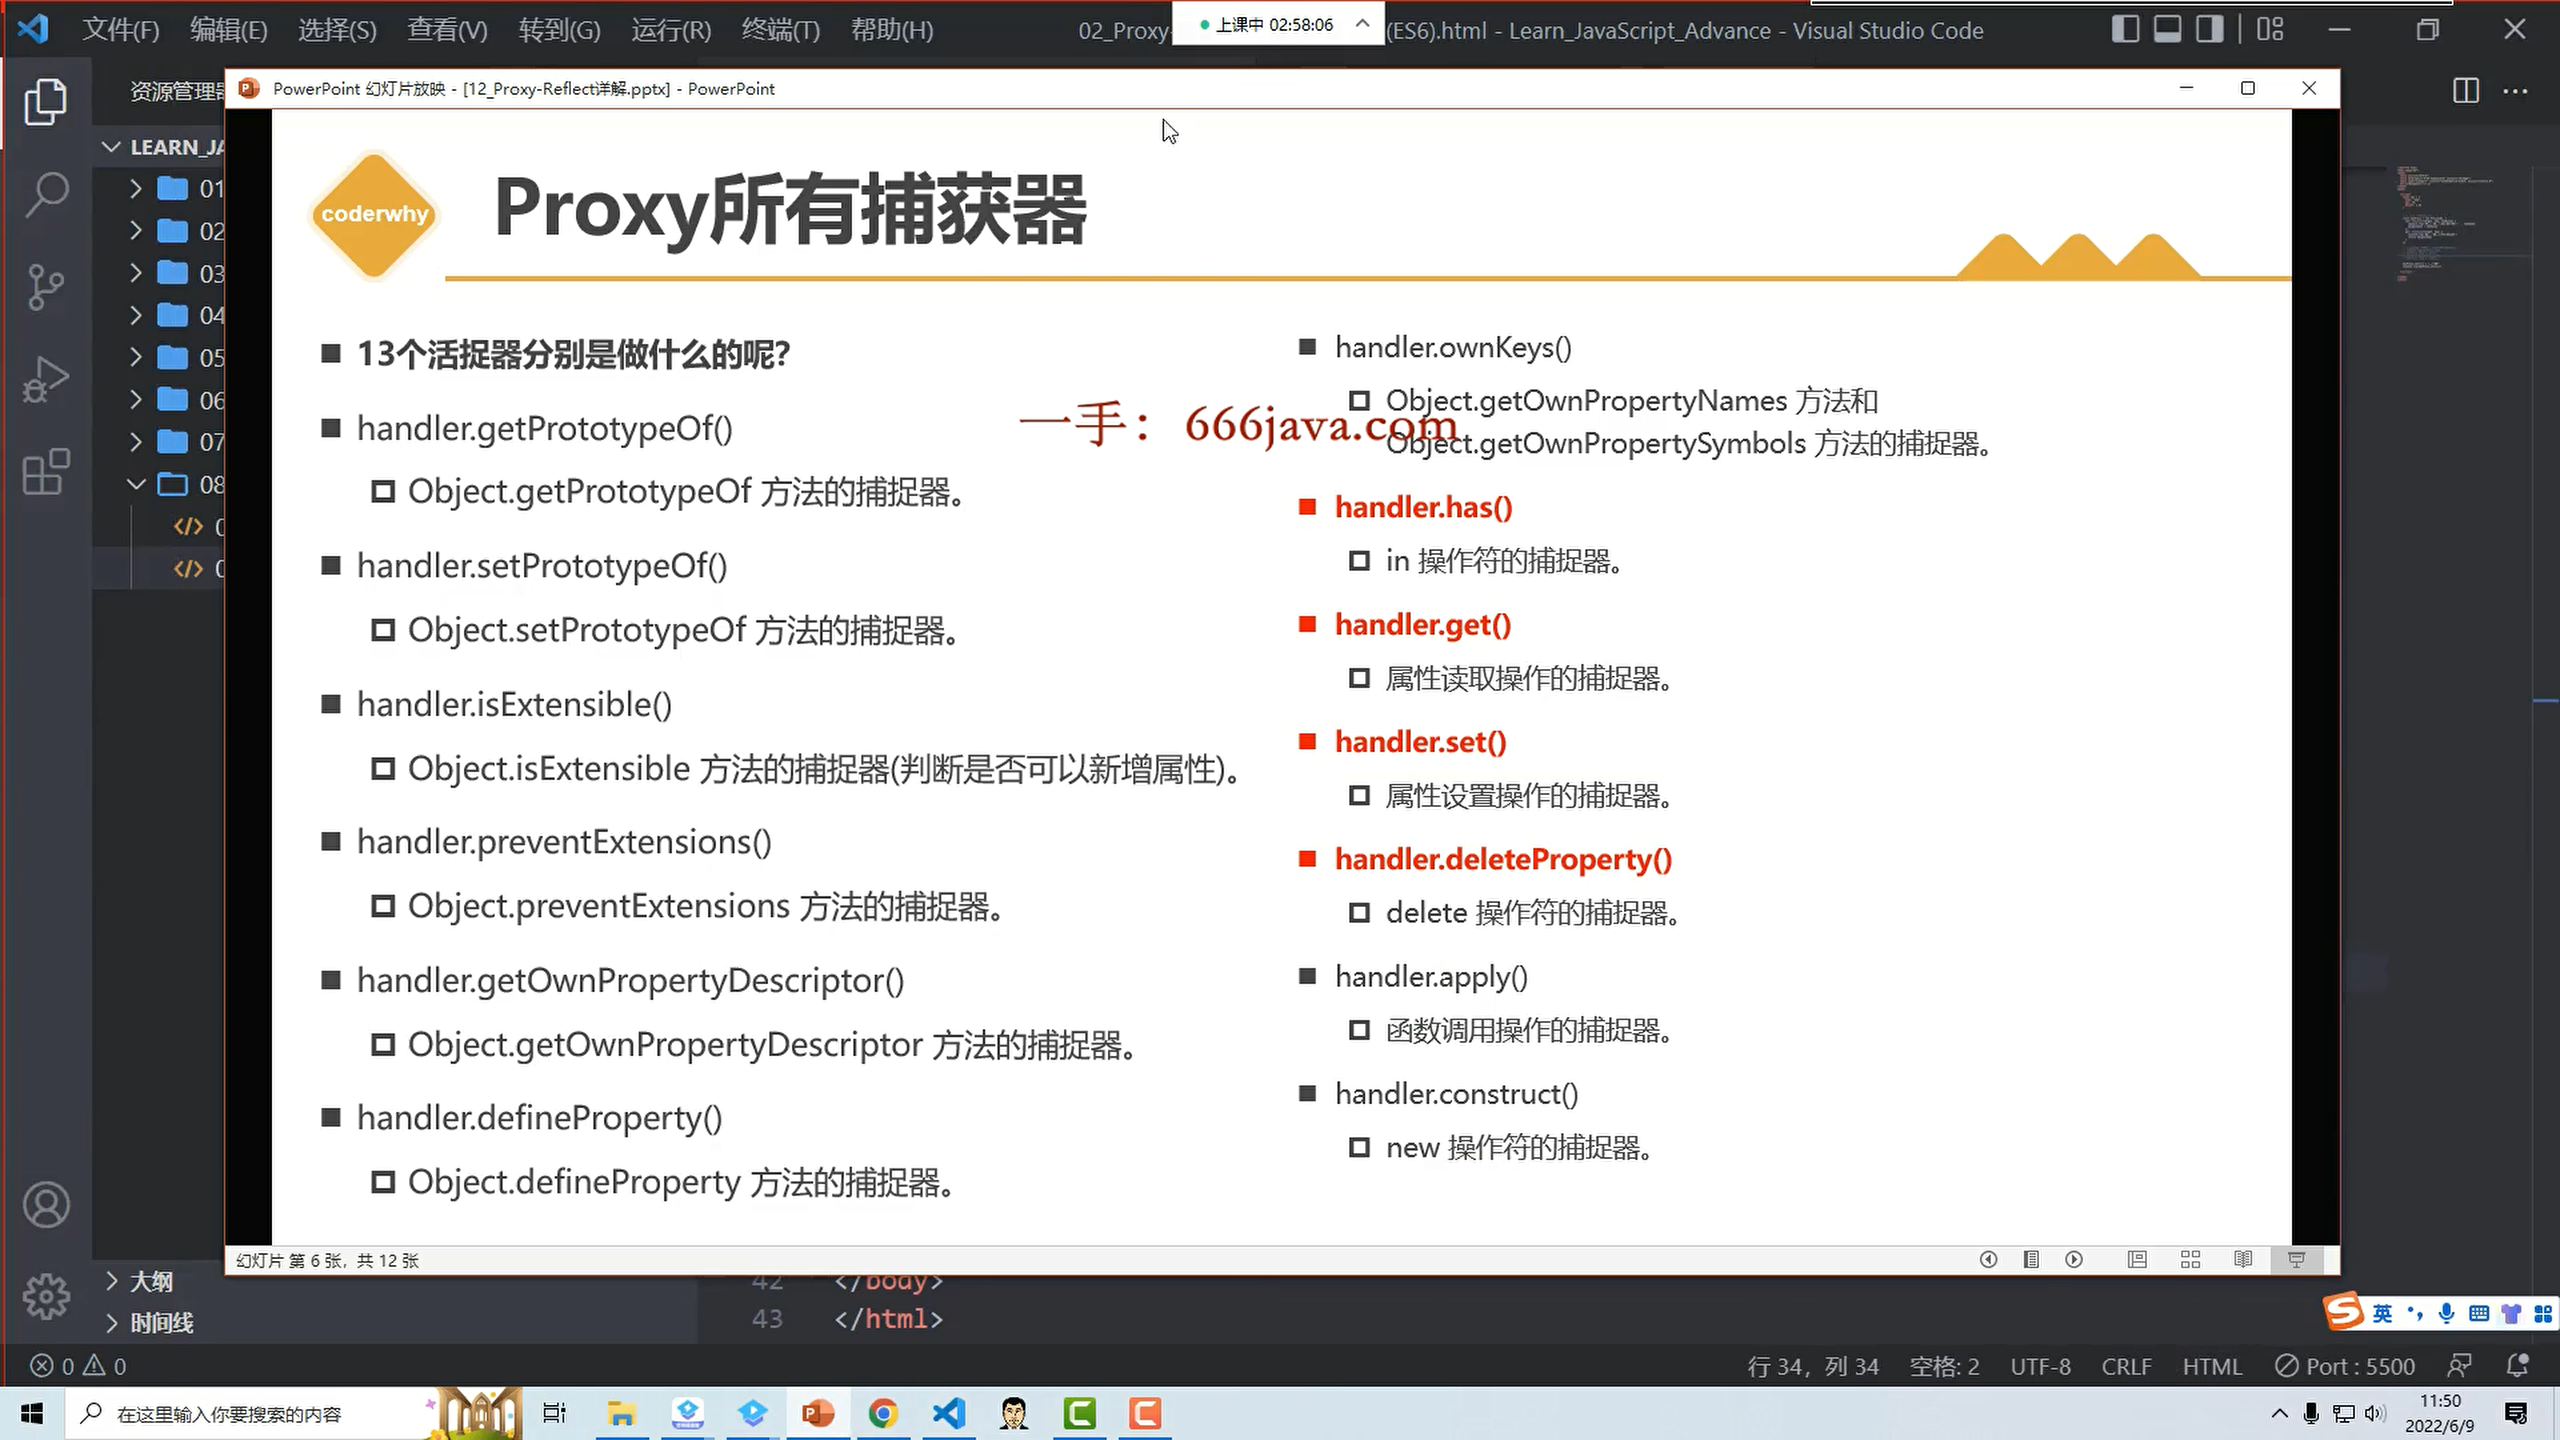 文件(F) 编辑(E) 选择(S) 查看(V) 转到(G) 运行(R) 终端(T) 帮助(H)
02_Proxy-
上课中 02:58:06
(ES6).html - Learn_JavaScript_Advance - Visual Studio Code
资源管理器
PowerPoint 幻灯片放映 - [12_Proxy-Reflect详解.pptx] - PowerPoint
LEARN_JA
01
02
03
04
05
06
07
08
coderwhy
Proxy所有捕获器
13个活捉器分别是做什么的呢?
handler.getPrototypeOf()
Object.getPrototypeOf 方法的捕捉器。
handler.setPrototypeOf()
Object.setPrototypeOf 方法的捕捉器。
handler.isExtensible()
Object.isExtensible 方法的捕捉器(判断是否可以新增属性)。
handler.preventExtensions()
Object.preventExtensions 方法的捕捉器。
handler.getOwnPropertyDescriptor()
Object.getOwnPropertyDescriptor 方法的捕捉器。
handler.defineProperty()
Object.defineProperty 方法的捕捉器。
handler.ownKeys()
Object.getOwnPropertyNames 方法和
Object.getOwnPropertySymbols 方法的捕捉器。
一手：666java.com
handler.has()
in 操作符的捕捉器。
handler.get()
属性读取操作的捕捉器。
handler.set()
属性设置操作的捕捉器。
handler.deleteProperty()
delete 操作符的捕捉器。
handler.apply()
函数调用操作的捕捉器。
handler.construct()
new 操作符的捕捉器。
幻灯片 第 6 张，共 12 张
大纲
时间线
42 </body>
43 </html>
英
0 0
行 34，列 34 空格: 2 UTF-8 CRLF HTML Port : 5500
在这里输入你要搜索的内容
11:50
2022/6/9